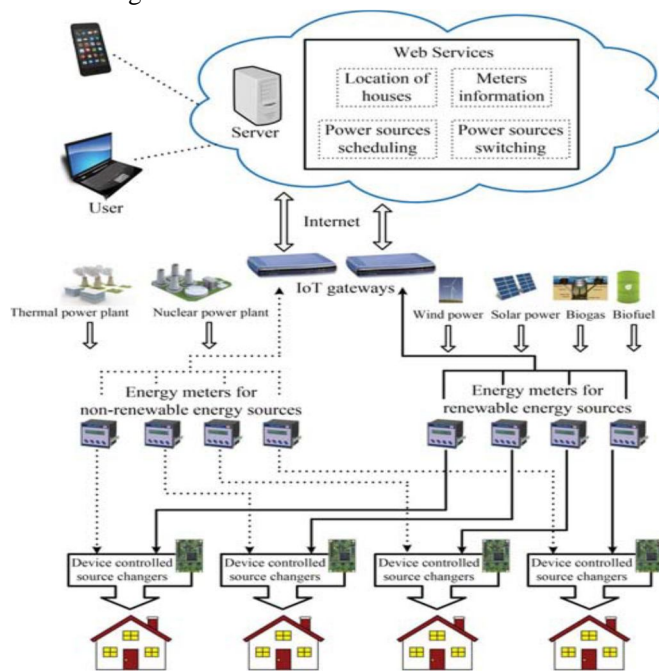 Web Services
Location of
houses
Meters
information
Server
Power sources
scheduling
Power sources
switching
User
Internet
IoT gateways
Thermal power plant
Nuclear power plant
Wind power
Solar power
Biogas
Biofuel
Energy meters for
non-renewable energy sources
Energy meters for
renewable energy sources
Device controlled
source changers
Device controlled
source changers
Device controlled
source changers
Device controlled
source changers